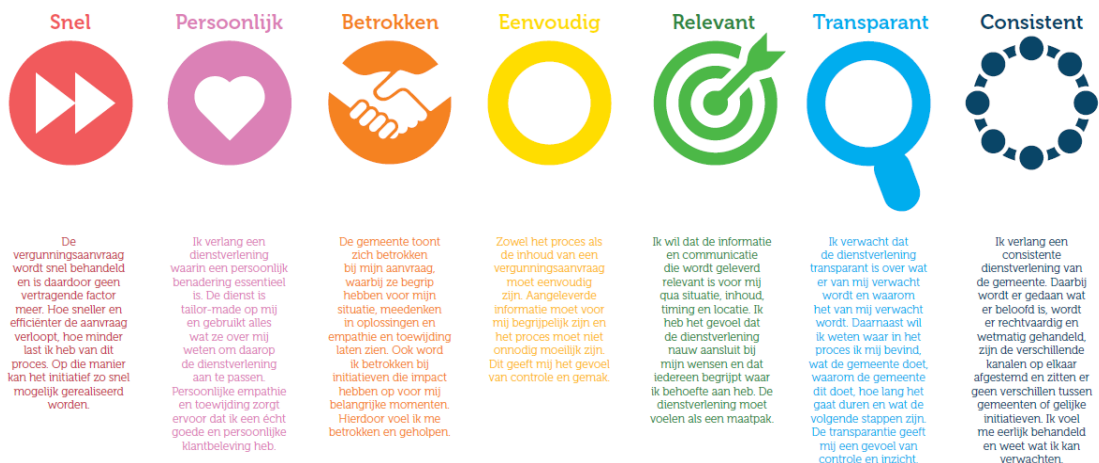 Snel
De
vergunningsaanvraag
wordt snel behandeld
en is daardoor geen
vertragende factor
meer. Hoe sneller en
efficiënter de aanvraag
verloopt, hoe minder
last ik heb van dit
proces. Op die manier
kan het initiatief zo snel
mogelijk gerealiseerd
worden.
Persoonlijk
Ik verlang een
dienstverlening
waarin een persoonlijk
benadering essentieel
is. De dienst is
tailor-made op mij
en gebruikt alles
wat ze over mij
weten om daarop
de dienstverlening
aan te passen.
Persoonlijke empathie
en toewijding zorgt
ervoor dat ik een écht
goede en persoonlijke
klantbeleving heb.
Betrokken
De gemeente toont
zich betrokken
bij mijn aanvraag,
waarbij ze begrip
hebben voor mijn
situatie, meedenken
in oplossingen en
empathie en toewijding
laten zien. Ook word
ik betrokken bij
initiatieven die impact
hebben op voor mij
belangrijke momenten.
Hierdoor voel ik me
betrokken en geholpen.
Eenvoudig
Zowel het proces als
de inhoud van een
vergunningsaanvraag
moet eenvoudig
zijn. Aangeleverde
informatie moet voor
mij begrijpelijk zijn en
het proces moet niet
onnodig moeilijk zijn.
Dit geeft mij het gevoel
van controle en gemak.
Relevant
Ik wil dat de informatie
en communicatie
die wordt geleverd
relevant is voor mij
qua situatie, inhoud,
timing en locatie. Ik
heb het gevoel dat
de dienstverlening
nauw aansluit bij
mijn wensen en dat
iedereen begrijpt waar
ik behoefte aan heb. De
dienstverlening moet
voelen als een maatpak.
Transparant
Ik verwacht dat
de dienstverlening
transparant is over wat
er van mij verwacht
wordt en waarom
het van mij verwacht
wordt. Daarnaast wil
ik weten waar in het
proces ik mij bevind,
wat de gemeente doet,
waarom de gemeente
dit doet, hoe lang het
gaat duren en wat de
volgende stappen zijn.
De transparantie geeft
mij een gevoel van
controle en inzicht.
Consistent
Ik verlang een
consistente
dienstverlening van
de gemeente. Daarbij
wordt er gedaan wat
er beloofd is, wordt
er rechtvaardig en
wetmatig gehandeld,
zijn de verschillende
kanalen op elkaar
afgestemd en zitten er
geen verschillen tussen
gemeenten of gelijke
initiatieven. Ik voel
me eerlijk behandeld
en weet wat ik kan
verwachten.